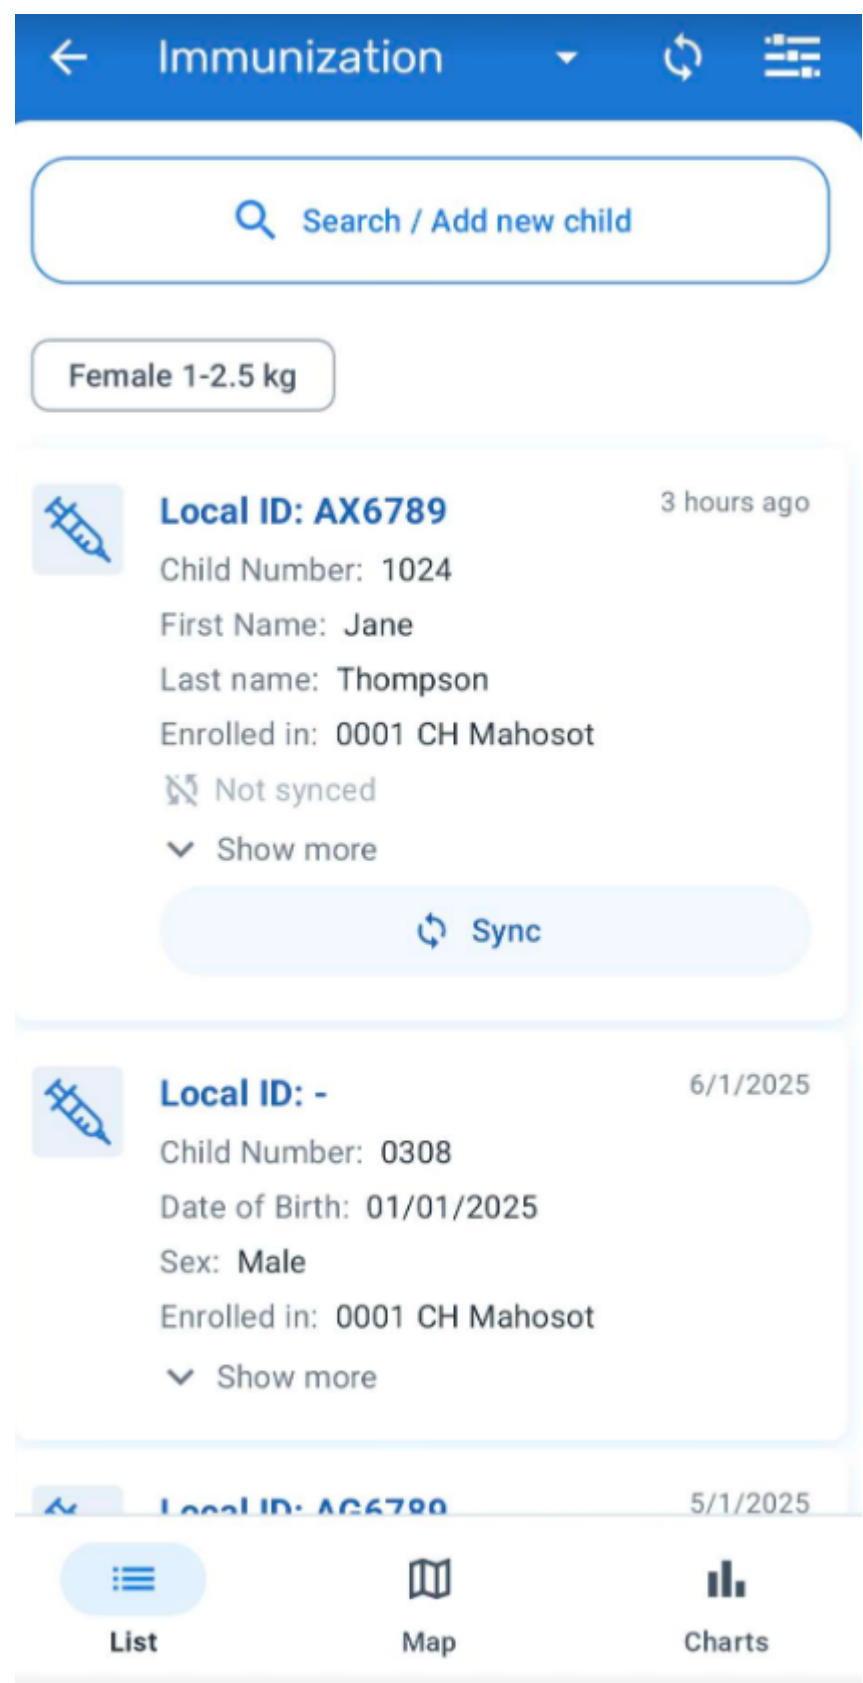 Immunization
Search / Add new child
Female 1-2.5 kg
Local ID: AX6789
3 hours ago
Child Number: 1024
First Name: Jane
Last name: Thompson
Enrolled in: 0001 CH Mahosot
Not synced
Show more
Sync
Local ID: -
6/1/2025
Child Number: 0308
Date of Birth: 01/01/2025
Sex: Male
Enrolled in: 0001 CH Mahosot
Show more
Local ID: AG6789
5/1/2025
List
Map
Charts